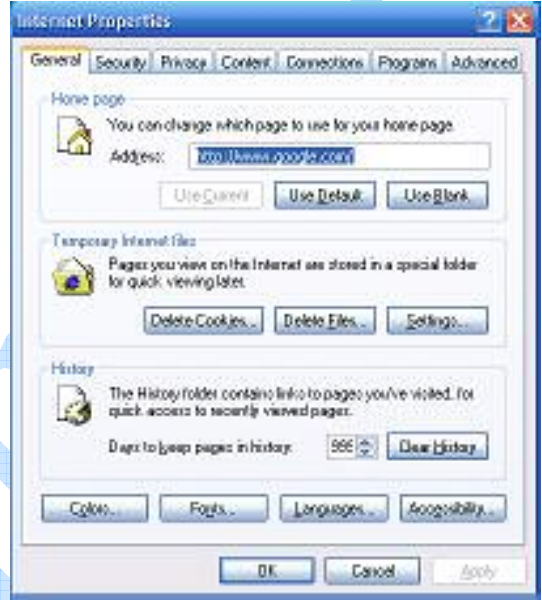 Internet Properties
General Security Privacy Content Connections Programs Advanced
Home page
You can change which page to use for your home page.
Address: http://www.google.com/
Use Current Use Default Use Blank
Temporary Internet files
Pages you view on the Internet are stored in a special folder
for quick viewing later.
Delete Cookies... Delete Files... Settings...
History
The History folder contains links to pages you've visited, for
quick access to recently viewed pages.
Days to keep pages in history: Clear History
Colors... Fonts... Languages... Accessibility...
OK Cancel Apply